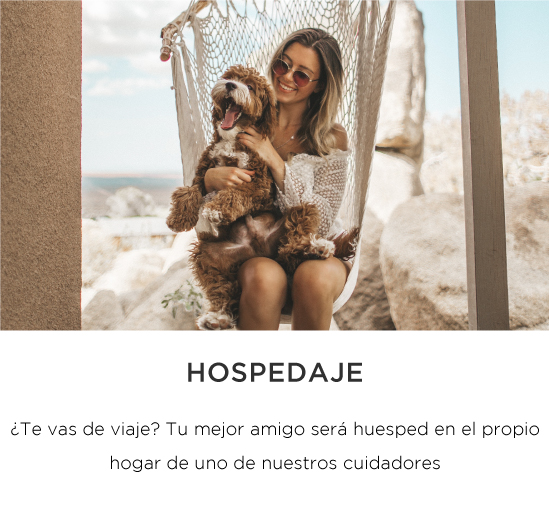 HOSPEDAJE
¿Te vas de viaje? Tu mejor amigo será huesped en el propio
hogar de uno de nuestros cuidadores